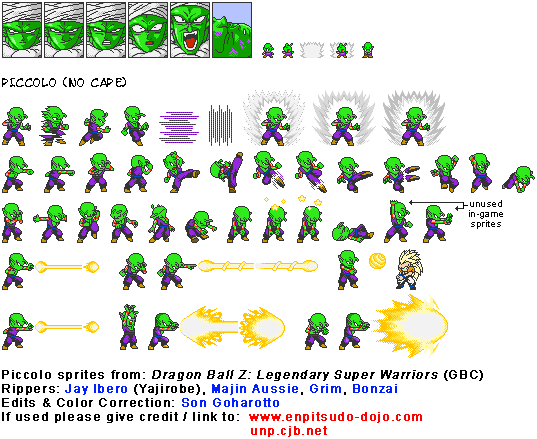 PICCOLO (NO CAPE)
unused
in-game
sprites
Piccolo sprites from: Dragon Ball Z: Legendary Super Warriors (GBC)
Rippers: Jay Ibero (Yajirobe), Majin Aussie, Grim, Bonzai
Edits & Color Correction: Son Goharotto
If used please give credit / link to: www.enpitsudo-dojo.com
unp.cjb.net